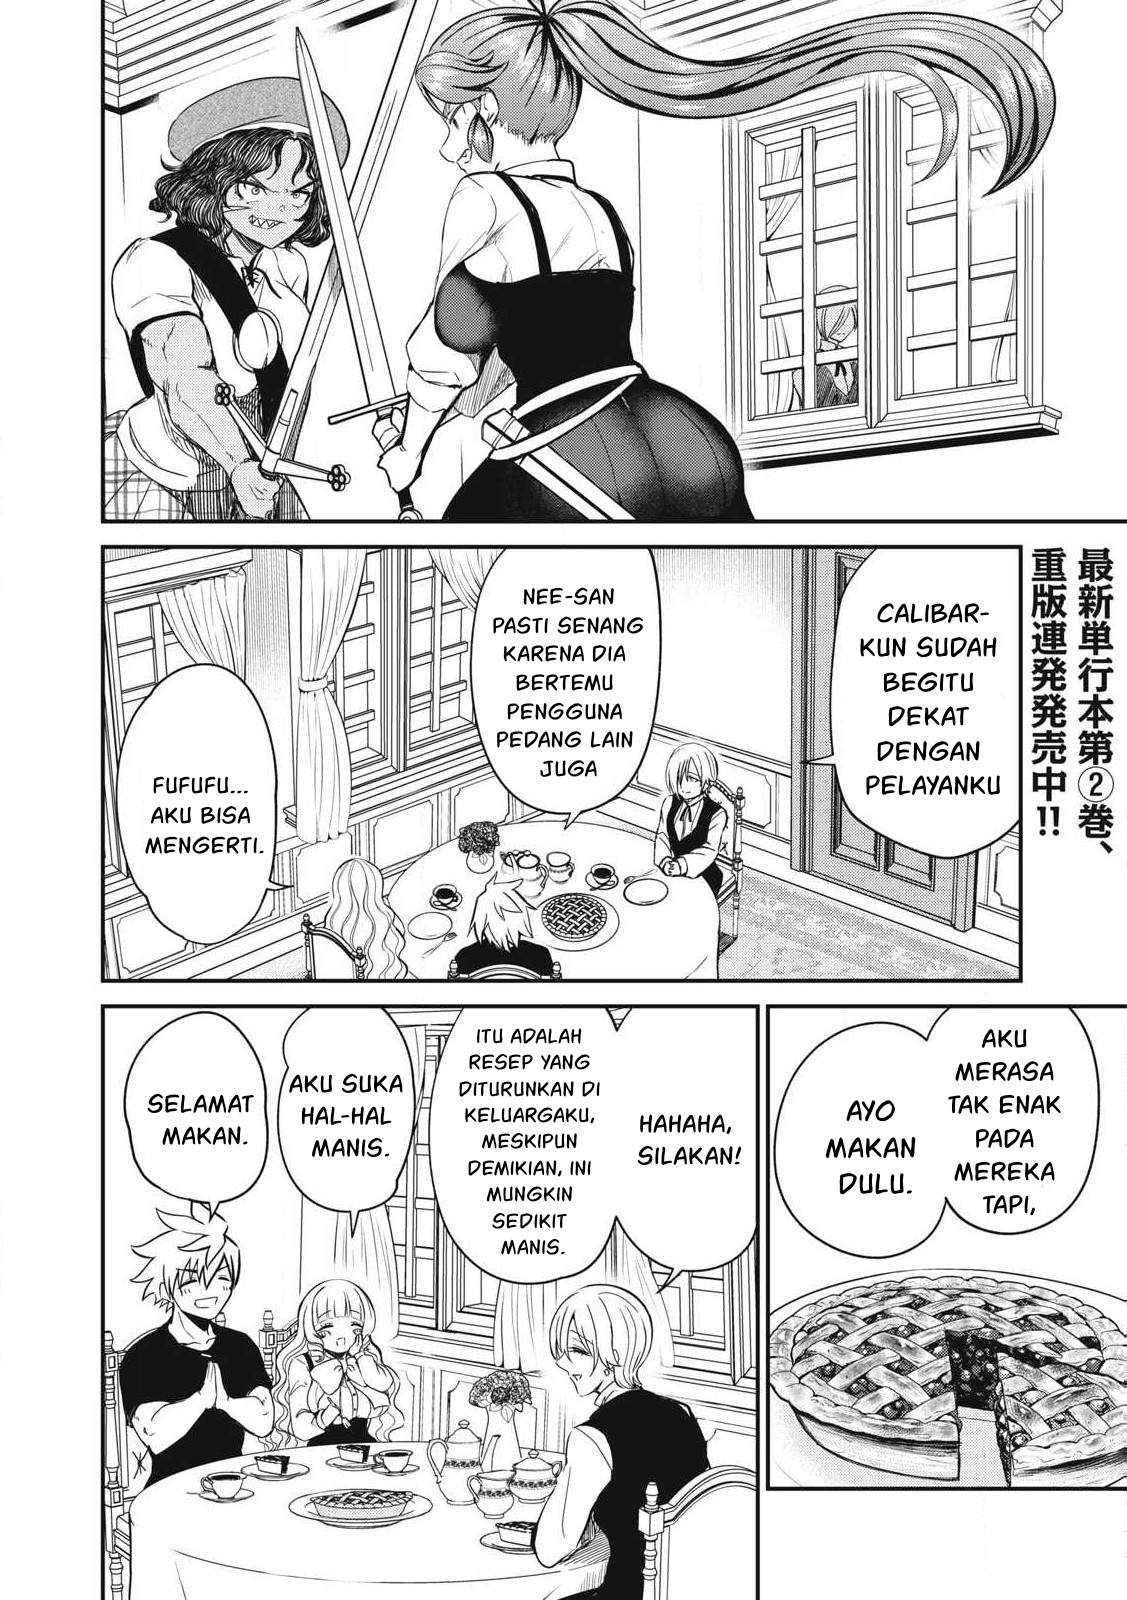 最新単行本第②巻、
重版連発発売中!!
CALIBAR-
KUN SUDAH
BEGITU
DEKAT
DENGAN
PELAYANKU
NEE-SAN
PASTI SENANG
KARENA DIA
BERTEMU
PENGGUNA
PEDANG LAIN
JUGA
FUFUFU...
AKU BISA
MENGERTI.
AKU
MERASA
TAK ENAK
PADA
MEREKA
TAPI,
AYO
MAKAN
DULU.
HAHAHA,
SILAKAN!
ITU ADALAH
RESEP YANG
DITURUNKAN DI
KELUARGAKU,
MESKIPUN
DEMIKIAN, INI
MUNGKIN
SEDIKIT
MANIS.
AKU SUKA
HAL-HAL
MANIS.
SELAMAT
MAKAN.